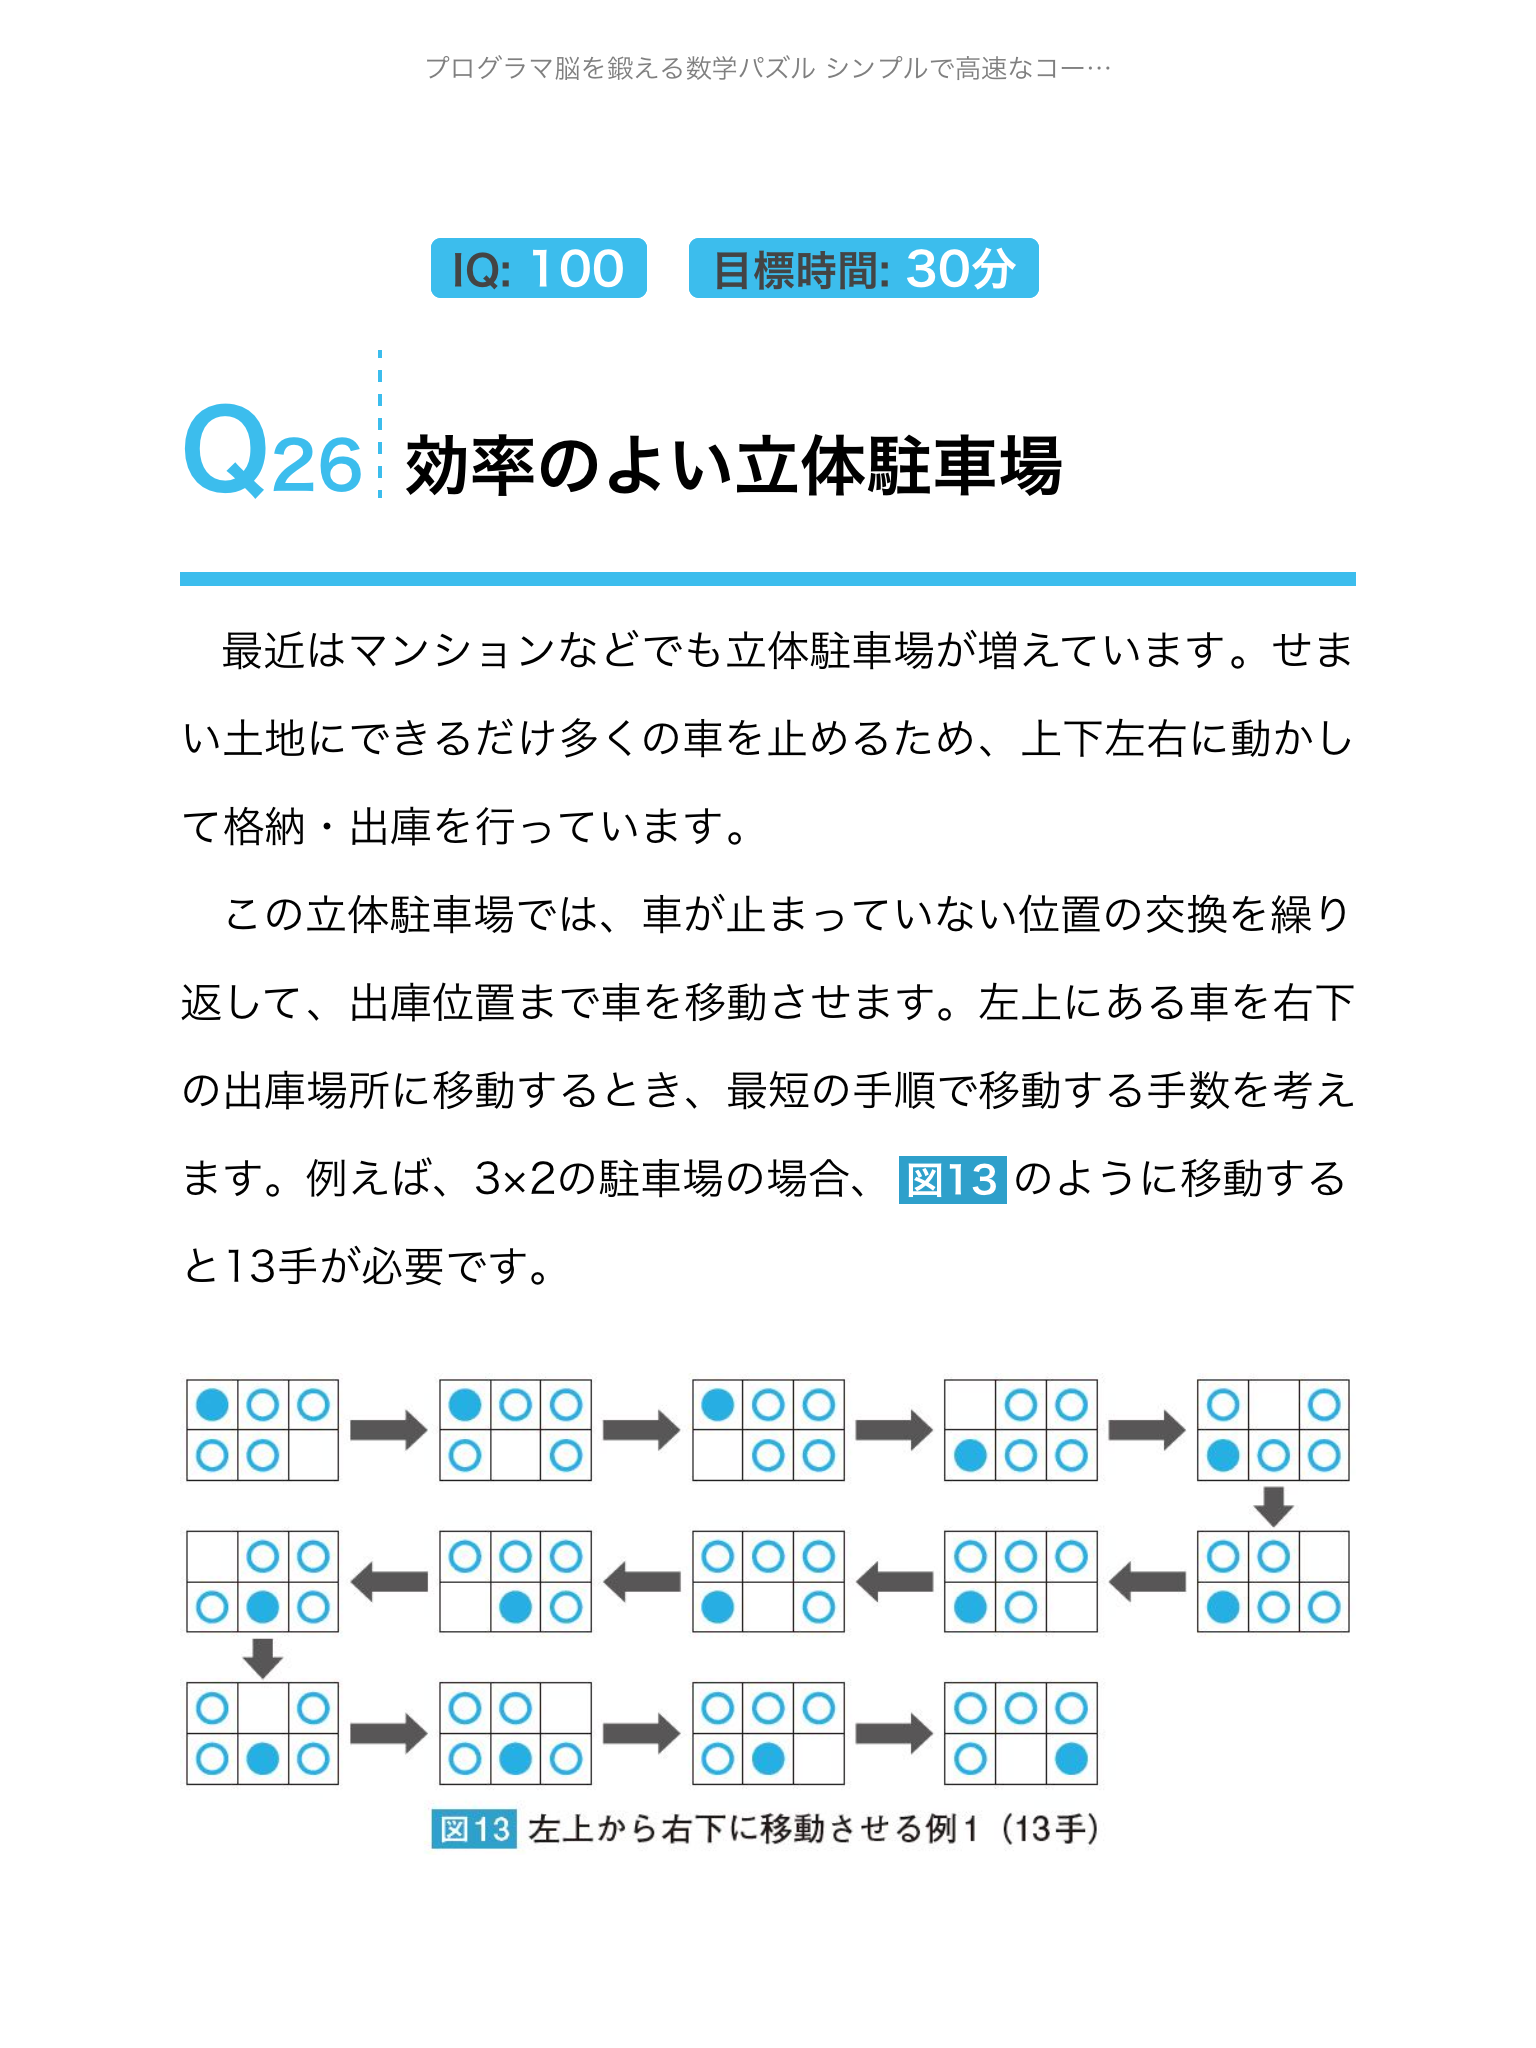 プログラマ脳を鍛える数学パズル シンプルで高速なコー…
IQ: 100 目標時間: 30分
Q26 効率のよい立体駐車場
最近はマンションなどでも立体駐車場が増えています。せま
い土地にできるだけ多くの車を止めるため、上下左右に動かし
て格納・出庫を行っています。
この立体駐車場では、車が止まっていない位置の交換を繰り
返して、出庫位置まで車を移動させます。左上にある車を右下
の出庫場所に移動するとき、最短の手順で移動する手数を考え
ます。例えば、3×2の駐車場の場合、図13のように移動する
と13手が必要です。
図13 左上から右下に移動させる例1（13手）